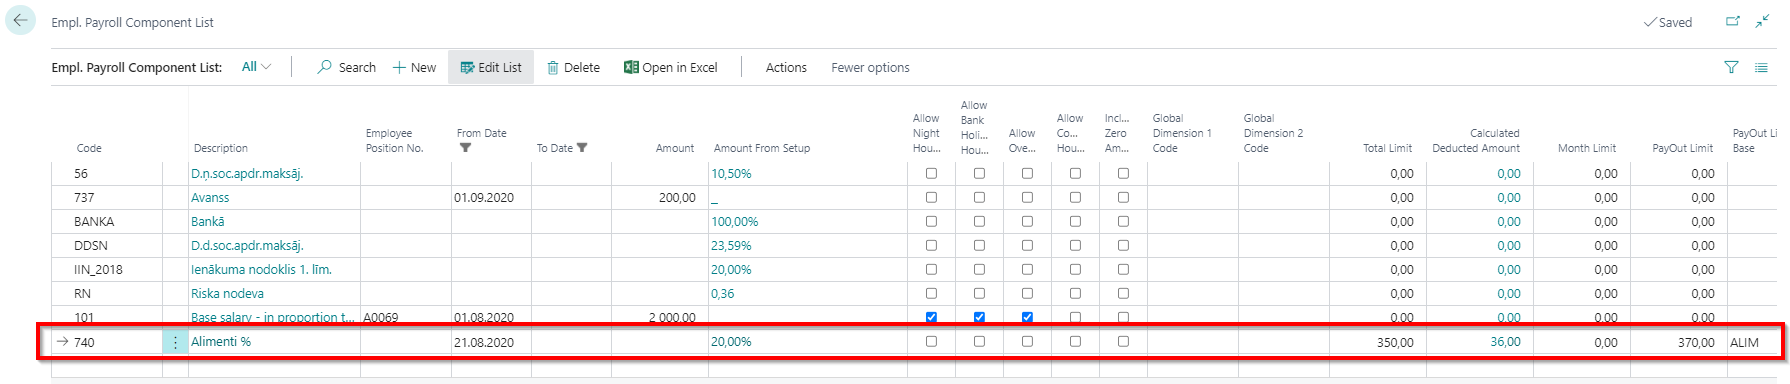 Empl. Payroll Component List
Saved
Empl. Payroll Component List: All Search New Edit List Delete Open in Excel Actions Fewer options
Code Description Employee Position No. From Date To Date Amount Amount From Setup Allow Night Hou... Allow Bank Holi... Hou... Allow Ove... Allow Co... Hou... Incl... Zero Am... Global Dimension 1 Code Global Dimension 2 Code Total Limit Calculated Deducted Amount Month Limit PayOut Limit PayOut Li Base
56 D.ņ.soc.apdr.maksāj. 10,50% 0,00 0,00 0,00 0,00
737 Avanss 01.09.2020 200,00 _ 0,00 0,00 0,00 0,00
BANKA Bankā 100,00% 0,00 0,00 0,00 0,00
DDSN D.d.soc.apdr.maksāj. 23,59% 0,00 0,00 0,00 0,00
IIN_2018 Ienākuma nodoklis 1. līm. 20,00% 0,00 0,00 0,00 0,00
RN Riska nodeva 0,36 0,00 0,00 0,00 0,00
101 Base salary - in proportion t... A0069 01.08.2020 2 000,00 0,00 0,00 0,00 0,00
740 Alimenti % 21.08.2020 20,00% 350,00 36,00 0,00 370,00 ALIM